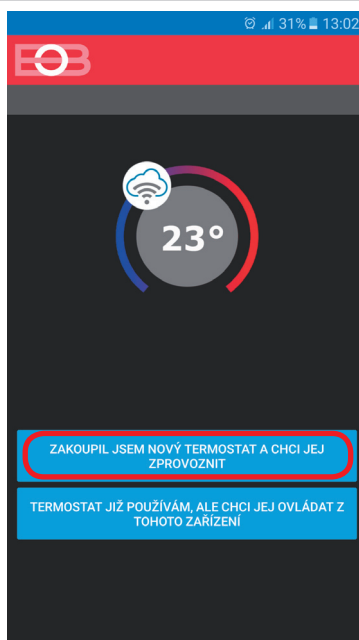 31% 13:02
EOB
23°
ZAKOUPIL JSEM NOVÝ TERMOSTAT A CHCI JEJ
ZPROVOZNIT
TERMOSTAT JIŽ POUŽÍVÁM, ALE CHCI JEJ OVLÁDAT Z
TOHOTO ZAŘÍZENÍ